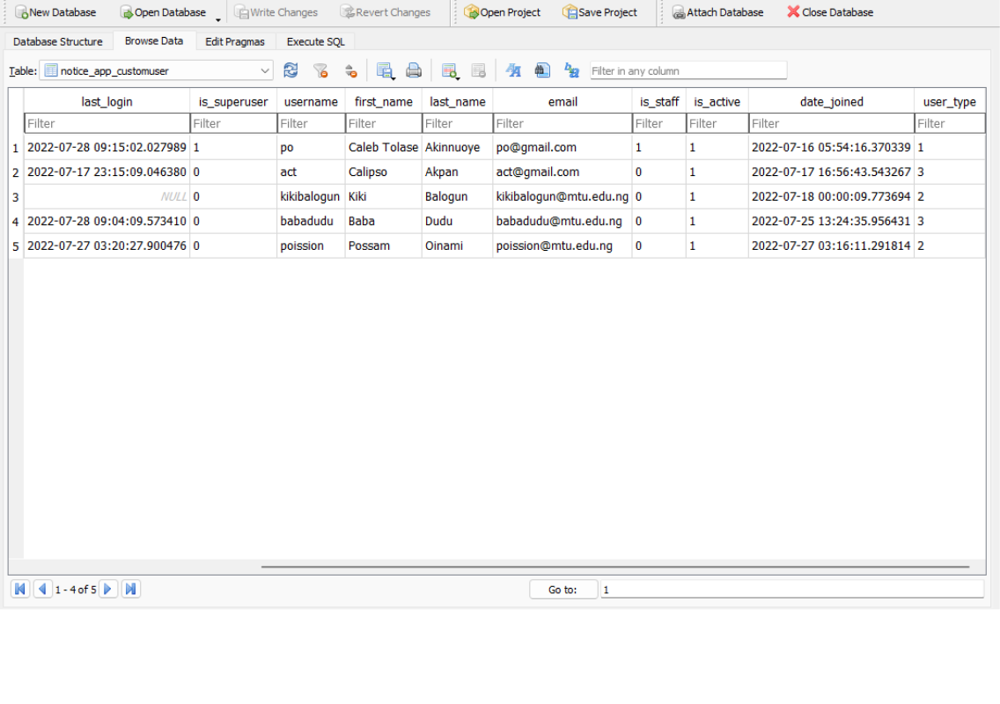 New Database Open Database Write Changes Revert Changes Open Project Save Project Attach Database Close Database
Database Structure Browse Data Edit Pragmas Execute SQL
Table: notice_app_customuser Filter in any column
last_login is_superuser username first_name last_name email is_staff is_active date_joined user_type
Filter Filter Filter Filter Filter Filter Filter Filter Filter Filter
1 2022-07-28 09:15:02.027989 1 po Caleb Tolase Akinnuoye po@gmail.com 1 1 2022-07-16 05:54:16.370339 1
2 2022-07-17 23:15:09.046380 0 act Calipso Akpan act@gmail.com 0 1 2022-07-17 16:56:43.543267 3
3 NULL 0 kikibalogun Kiki Balogun kikibalogun@mtu.edu.ng 0 1 2022-07-18 00:00:09.773694 2
4 2022-07-28 09:04:09.573410 0 babadudu Baba Dudu babadudu@mtu.edu.ng 0 1 2022-07-25 13:24:35.956431 3
5 2022-07-27 03:20:27.900476 0 poission Possam Oinami poission@mtu.edu.ng 0 1 2022-07-27 03:16:11.291814 2
1 - 4 of 5 Go to: 1